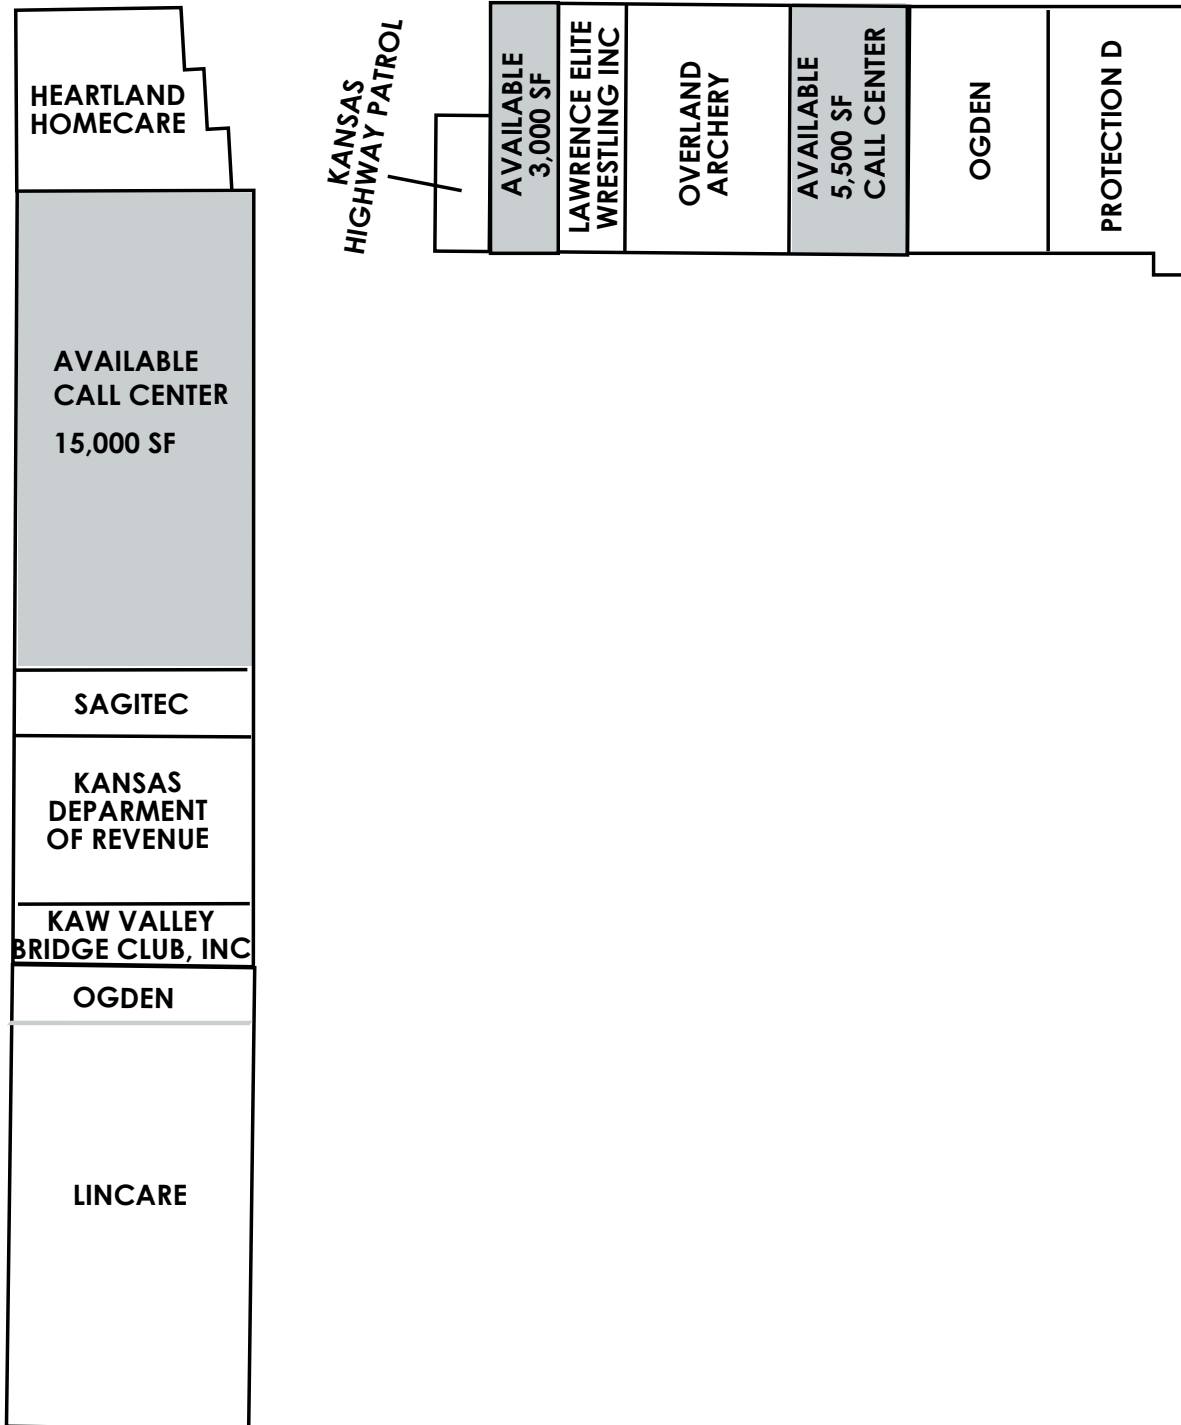 HEARTLAND
HOMECARE
AVAILABLE
CALL CENTER
15,000 SF
SAGITEC
KANSAS
DEPARMENT
OF REVENUE
KAW VALLEY
BRIDGE CLUB, INC
OGDEN
LINCARE
KANSAS
HIGHWAY PATROL
AVAILABLE
3,000 SF
LAWRENCE ELITE
WRESTLING INC
OVERLAND
ARCHERY
AVAILABLE
5,500 SF
CALL CENTER
OGDEN
PROTECTION D